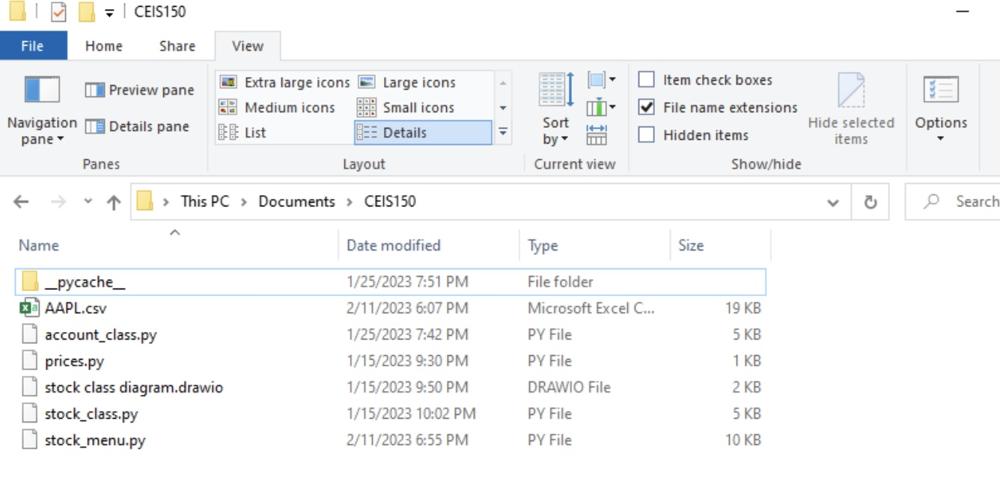 CEIS150
File Home Share View
Extra large icons Large icons
Item check boxes
Preview pane
Medium icons Small icons
File name extensions
Navigation pane
Details pane
List Details
Sort by
Hidden items
Hide selected items
Options
Panes Layout Current view Show/hide
This PC > Documents > CEIS150
Search
Name Date modified Type Size
__pycache__ 1/25/2023 7:51 PM File folder
AAPL.csv 2/11/2023 6:07 PM Microsoft Excel C... 19 KB
account_class.py 1/25/2023 7:42 PM PY File 5 KB
prices.py 1/15/2023 9:30 PM PY File 1 KB
stock class diagram.drawio 1/15/2023 9:50 PM DRAWIO File 2 KB
stock_class.py 1/15/2023 10:02 PM PY File 5 KB
stock_menu.py 2/11/2023 6:55 PM PY File 10 KB